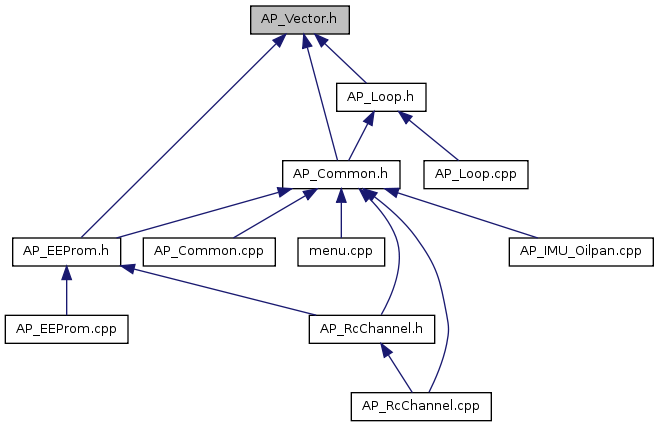 AP_Vector.h
AP_Loop.h
AP_Common.h
AP_Loop.cpp
AP_EEProm.h
AP_Common.cpp
menu.cpp
AP_IMU_Oilpan.cpp
AP_EEProm.cpp
AP_RcChannel.h
AP_RcChannel.cpp